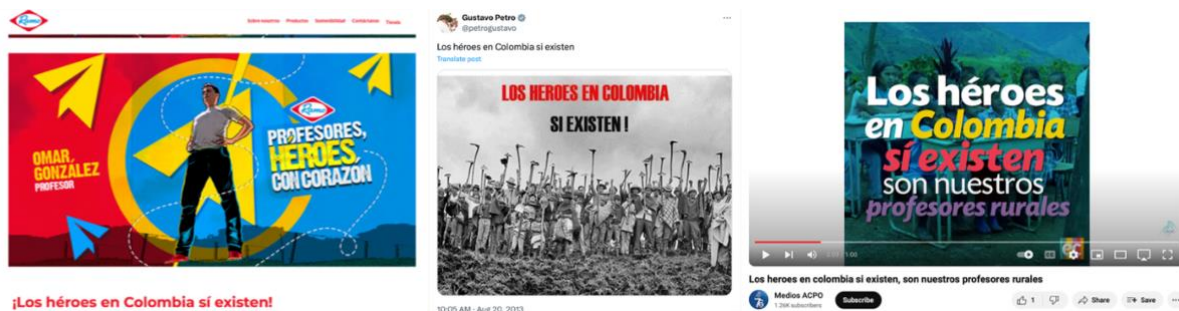 Ramo
Sobre nosotros Productos Sostenibilidad Contáctanos Tienda
OMAR
GONZÁLEZ
PROFESOR
Ramo
PROFESORES,
HÉROES,
CON CORAZÓN
¡Los héroes en Colombia sí existen!
Gustavo Petro
@petrogustavo
Los héroes en Colombia si existen
Translate post
LOS HEROES EN COLOMBIA
SI EXISTEN !
10:05 AM · Aug 20, 2013
Los héroes
en Colombia
sí existen
son nuestros
profesores rurales
1:00
Los heroes en colombia si existen, son nuestros profesores rurales
Medios ACPO
1.26K subscribers
Subscribe
1
Share
Save